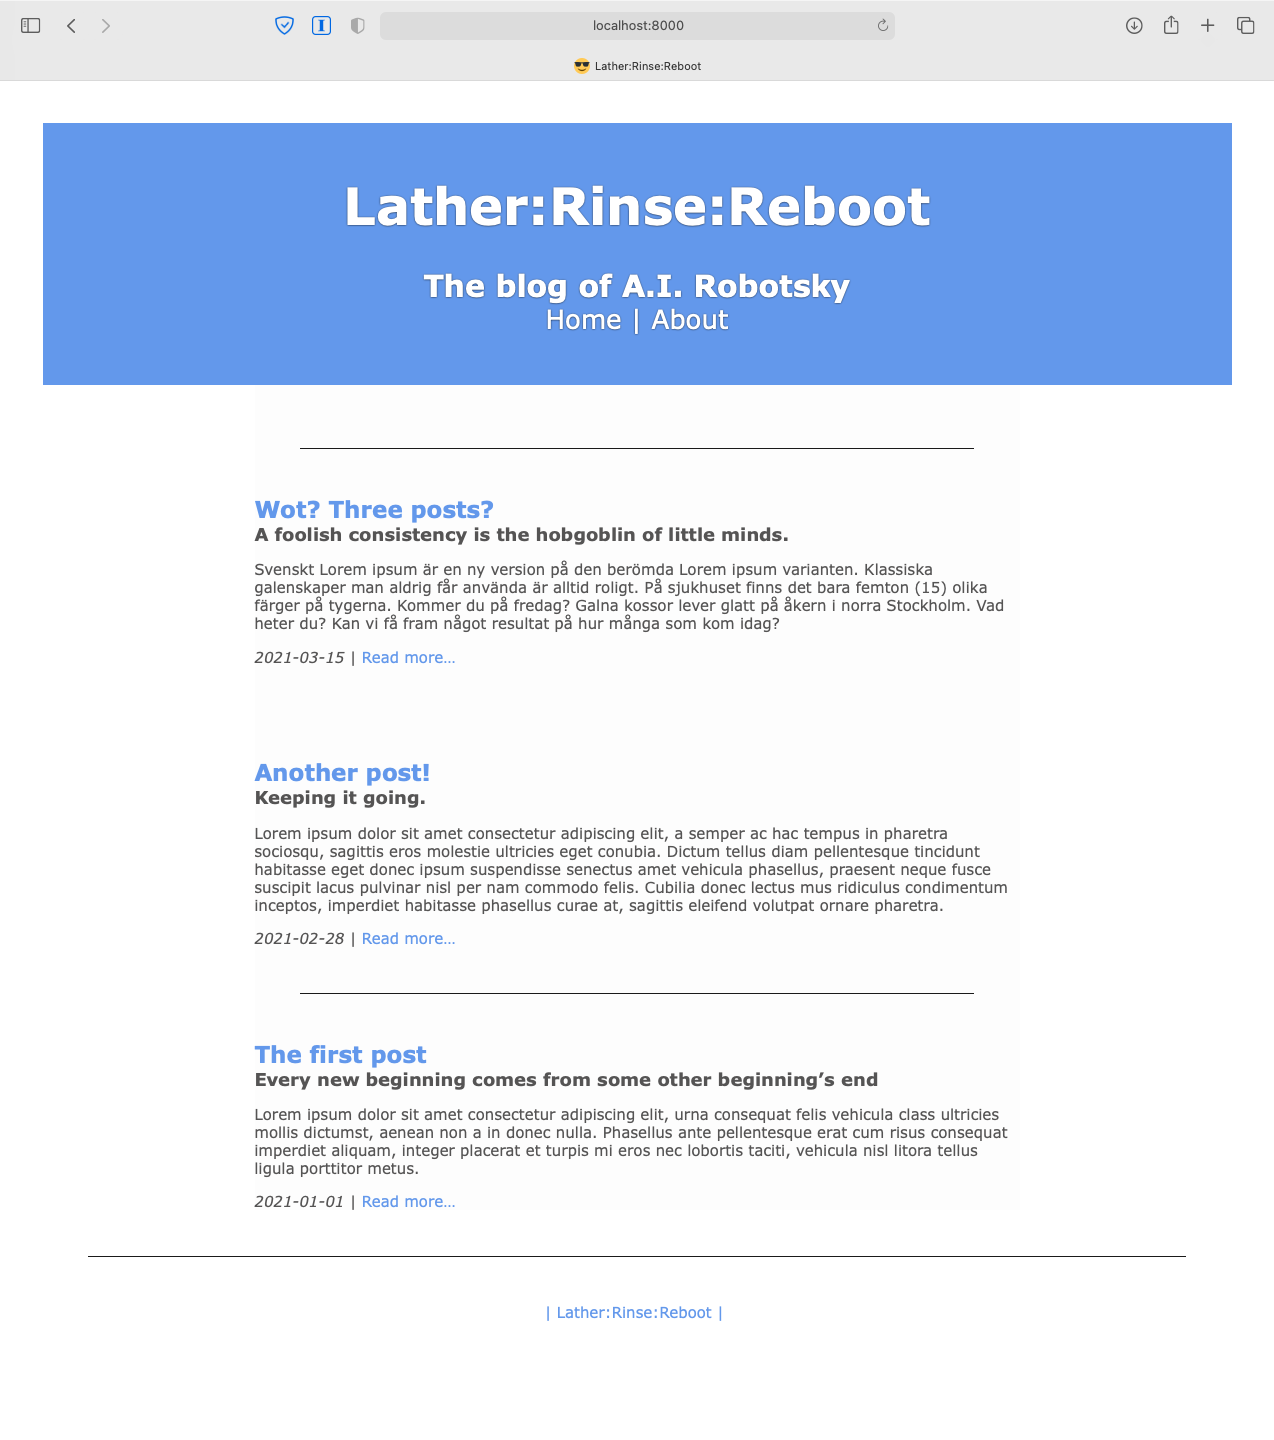 localhost:8000
Lather:Rinse:Reboot
Lather:Rinse:Reboot
The blog of A.I. Robotsky
Home | About
Wot? Three posts?
A foolish consistency is the hobgoblin of little minds.
Svenskt Lorem ipsum är en ny version på den berömda Lorem ipsum varianten. Klassiska
galenskaper man aldrig får använda är alltid roligt. På sjukhuset finns det bara femton (15) olika
färger på tygerna. Kommer du på fredag? Galna kossor lever glatt på åkern i norra Stockholm. Vad
heter du? Kan vi få fram något resultat på hur många som kom idag?
2021-03-15 | Read more...
Another post!
Keeping it going.
Lorem ipsum dolor sit amet consectetur adipiscing elit, a semper ac hac tempus in pharetra
sociosqu, sagittis eros molestie ultricies eget conubia. Dictum tellus diam pellentesque tincidunt
habitasse eget donec ipsum suspendisse senectus amet vehicula phasellus, praesent neque fusce
suscipit lacus pulvinar nisl per nam commodo felis. Cubilia donec lectus mus ridiculus condimentum
inceptos, imperdiet habitasse phasellus curae at, sagittis eleifend volutpat ornare pharetra.
2021-02-28 | Read more...
The first post
Every new beginning comes from some other beginning’s end
Lorem ipsum dolor sit amet consectetur adipiscing elit, urna consequat felis vehicula class ultricies
mollis dictumst, aenean non a in donec nulla. Phasellus ante pellentesque erat cum risus consequat
imperdiet aliquam, integer placerat et turpis mi eros nec lobortis taciti, vehicula nisl litora tellus
ligula porttitor metus.
2021-01-01 | Read more...
| Lather:Rinse:Reboot |